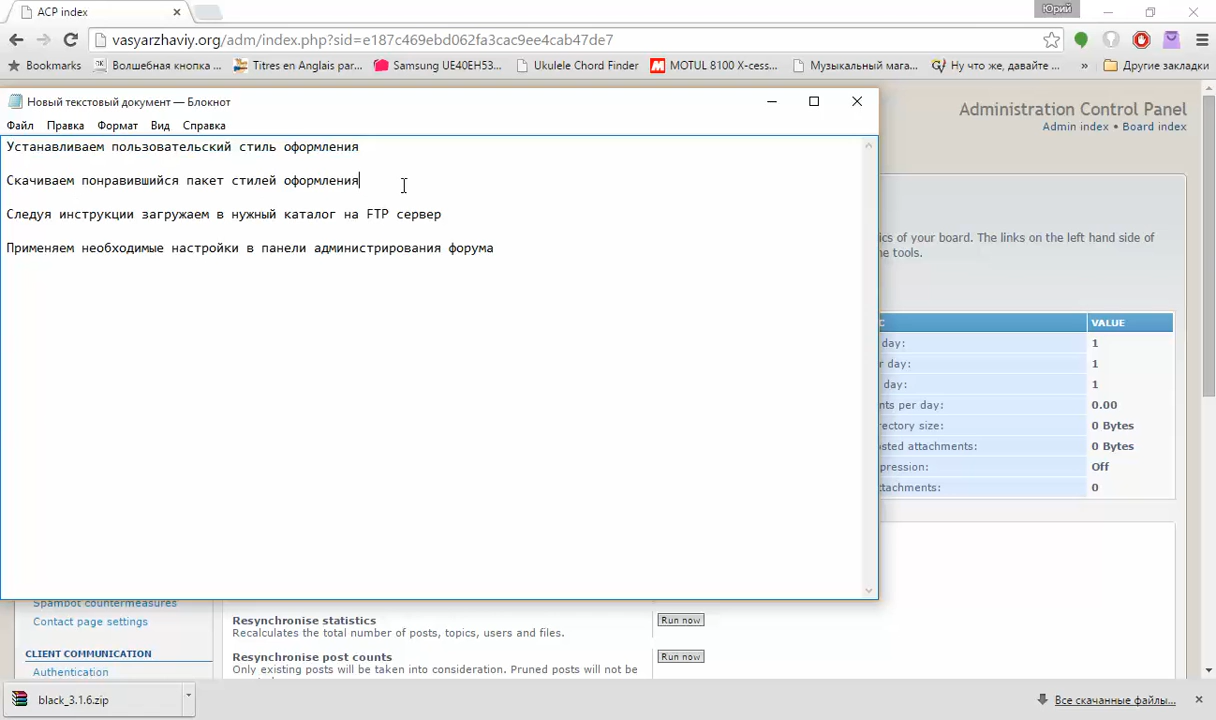 ACP index
Юрий
vasyarzhaviy.org/adm/index.php?sid=e187c469ebd062fa3cac9ee4cab47de7
Bookmarks
Волшебная кнопка ...
Titres en Anglais par...
Samsung UE40EH53...
Ukulele Chord Finder
MOTUL 8100 X-cess...
Музыкальный мага...
Ну что же, давайте ...
»
Другие закладки
Новый текстовый документ — Блокнот
Файл Правка Формат Вид Справка
Устанавливаем пользовательский стиль оформления
Скачиваем понравившийся пакет стилей оформления
Следуя инструкции загружаем в нужный каталог на FTP сервер
Применяем необходимые настройки в панели администрирования форума
Administration Control Panel
Admin index • Board index
ics of your board. The links on the left hand side of
e tools.
C VALUE
day: 1
er day: 1
day: 1
nts per day: 0.00
rectory size: 0 Bytes
osted attachments: 0 Bytes
pression: Off
ttachments: 0
Spambot countermeasures
Contact page settings
CLIENT COMMUNICATION
Authentication
Resynchronise statistics
Run now
Recalculates the total number of posts, topics, users and files.
Resynchronise post counts
Run now
Only existing posts will be taken into consideration. Pruned posts will not be
black_3.1.6.zip
Все скачанные файлы...